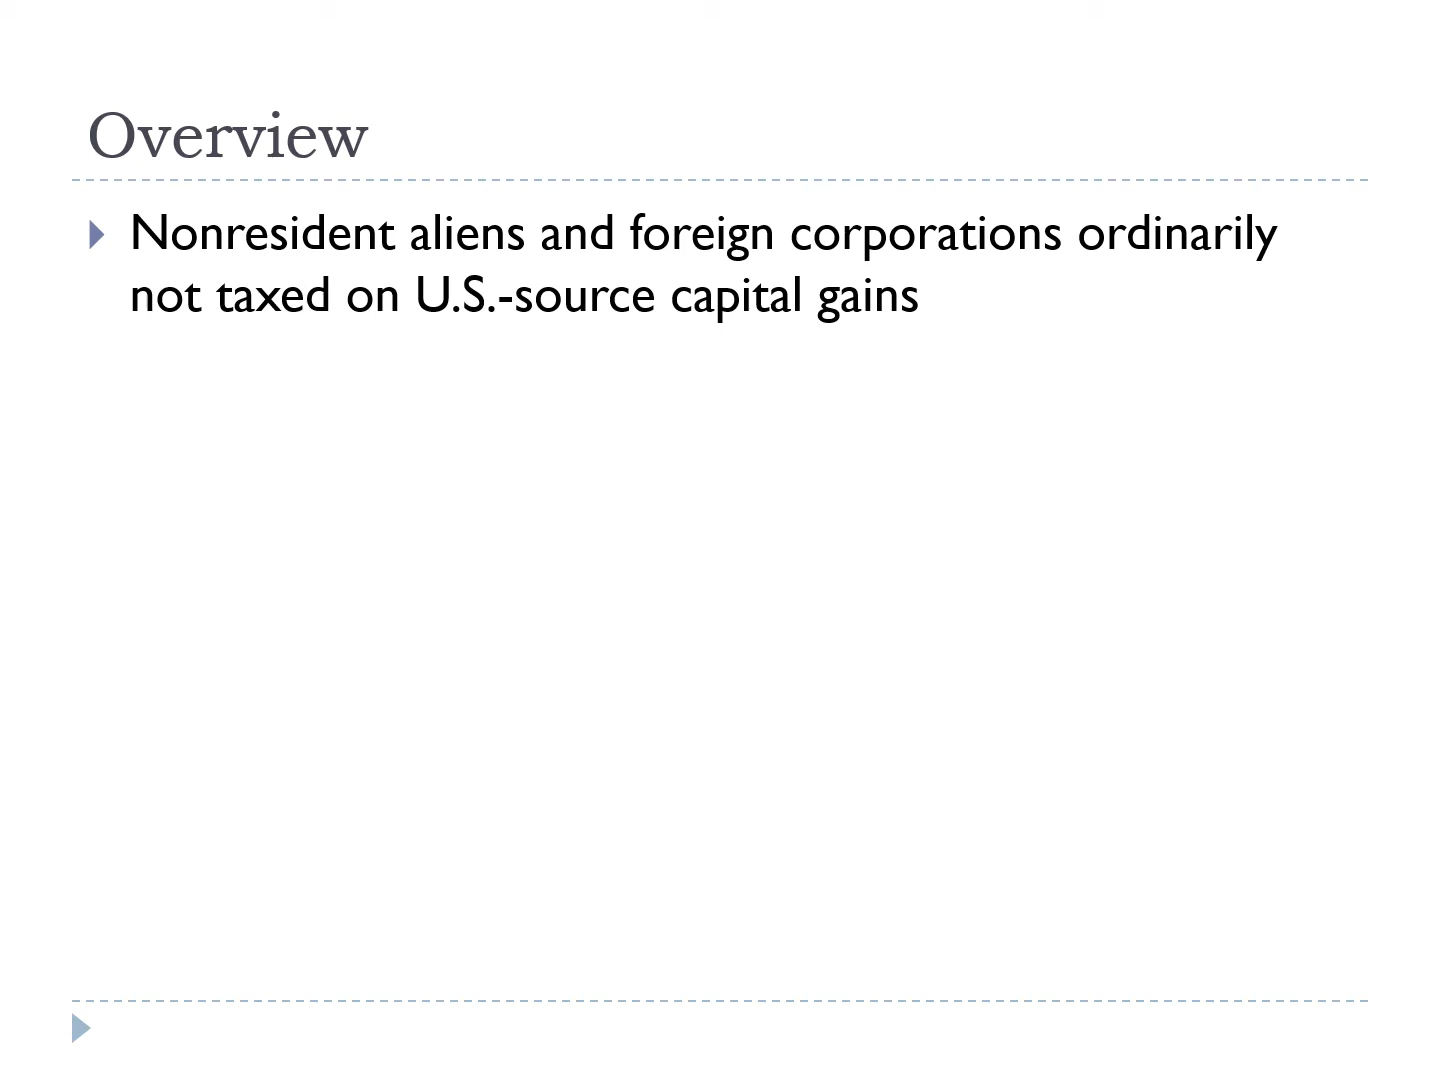 Overview
Nonresident aliens and foreign corporations ordinarily
not taxed on U.S.-source capital gains